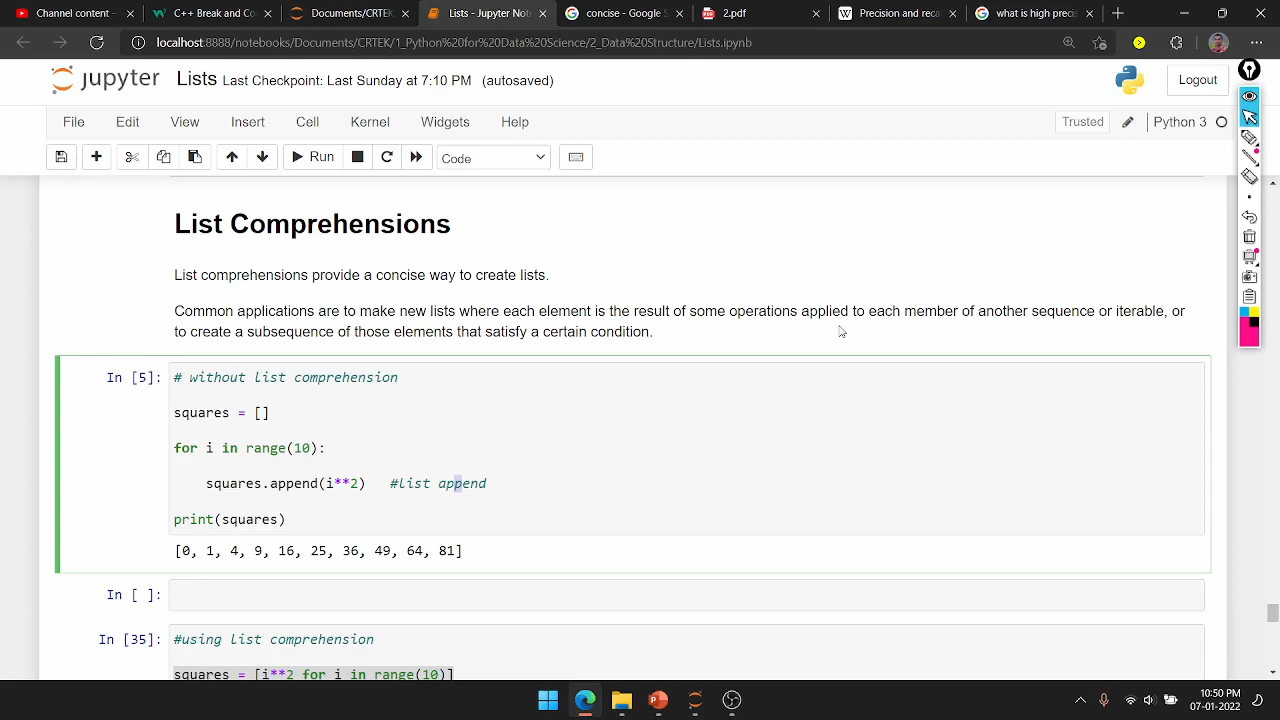 Channel content -
C++ Break and Co
Documents/CRTEK/
Lists - Jupyter Not
concise - Google S
2.pdf
Precision and reca
what is high preci
localhost:8888/notebooks/Documents/CRTEK/1_Python%20for%20Data%20Science/2_Data%20Structure/Lists.ipynb
jupyter Lists Last Checkpoint: Last Sunday at 7:10 PM (autosaved)
Logout
File Edit View Insert Cell Kernel Widgets Help
Trusted Python 3
Run Code
List Comprehensions
List comprehensions provide a concise way to create lists.
Common applications are to make new lists where each element is the result of some operations applied to each member of another sequence or iterable, or
to create a subsequence of those elements that satisfy a certain condition.
In [5]: # without list comprehension
squares = []
for i in range(10):
squares.append(i**2) #list append
print(squares)
[0, 1, 4, 9, 16, 25, 36, 49, 64, 81]
In [ ]:
In [35]: #using list comprehension
squares = [i**2 for i in range(10)]
10:50 PM
07-01-2022